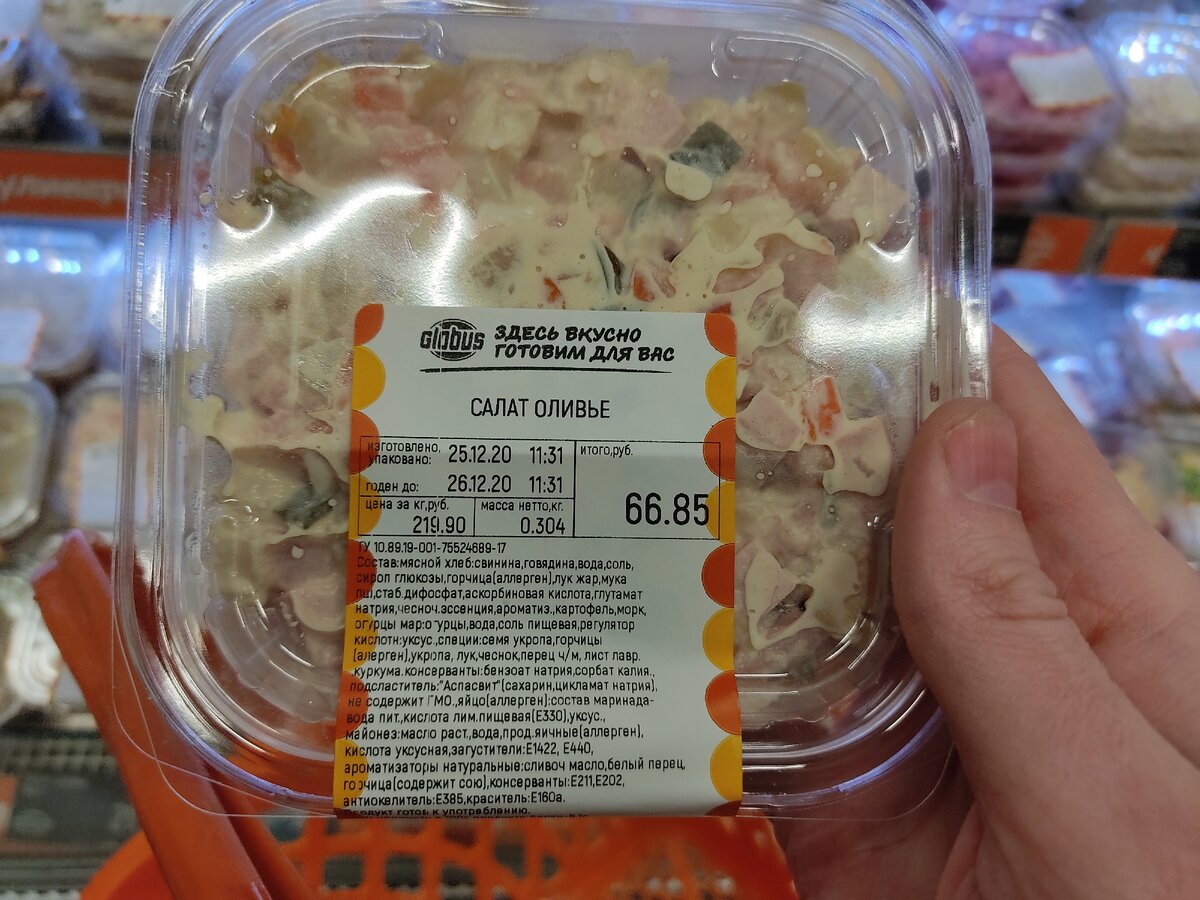 Globus ЗДЕСЬ ВКУСНО
ГОТОВИМ ДЛЯ ВАС
САЛАТ ОЛИВЬЕ
изготовлено,
упаковано: 25.12.20 11:31
годен до: 26.12.20 11:31
итого,руб.
66.85
цена за кг,руб.
219.90
масса нетто,кг.
0.304
ТУ 10.89.19-001-75524689-17
Состав:мясной хлеб:свинина,говядина,вода,соль,
сироп глюкозы,горчица(аллерген),лук жар,мука
пш,стаб.дифосфат,аскорбиновая кислота,глутамат
натрия,чесноч.эссенция,ароматиз.,картофель,морк,
огурцы мар:огурцы,вода,соль пищевая,регулятор
кислотн:уксус.,специи:семя укропа,горчицы
(алерген),укропа, лук,чеснок,перец ч/м, лист лавр.
,куркума.консерванты:бензоат натрия,сорбат калия.,
подсластитель:"Аспасвит"(сахарин,цикламат натрия),
не содержит ГМО.,яйцо(аллерген):состав маринада-
вода пит.,кислота лим.пищевая(Е330),уксус.,
майонез:масло раст.,вода,прод.яичные(аллерген),
кислота уксусная,загустители:Е1422, Е440,
ароматизаторы натуральные:сливоч масло,белый перец,
горчица(содержит сою),консерванты:Е211,Е202,
антиокелитель:Е385,краситель:Е160а.
Продукт готов к употреблению.